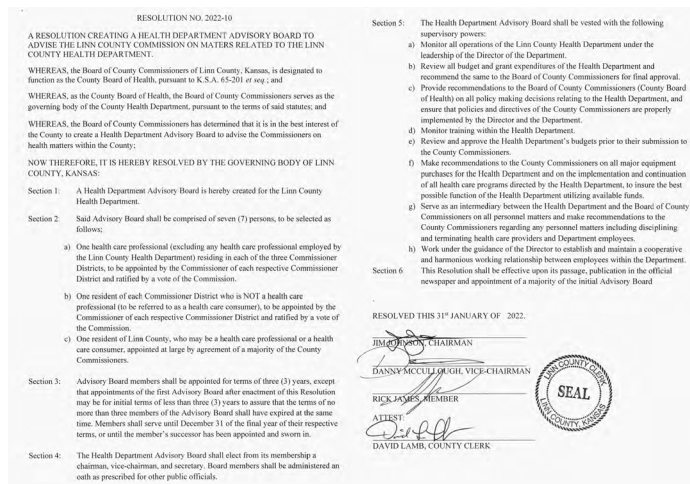 RESOLUTION NO. 2022-10
A RESOLUTION CREATING A HEALTH DEPARTMENT ADVISORY BOARD TO
ADVISE THE LINN COUNTY COMMISSION ON MATERS RELATED TO THE LINN
COUNTY HEALTH DEPARTMENT.
WHEREAS, the Board of County Commissioners of Linn County, Kansas, is designated to
function as the County Board of Health, pursuant to K.S.A. 65-201 et seq.; and
WHEREAS, as the County Board of Health, the Board of Commissioners serves as the
governing body of the County Health Department, pursuant to the terms of said statutes; and
WHEREAS, the Board of County Commissioners has determined that it is in the best interest of
the County to create a Health Department Advisory Board to advise the Commissioners on
health matters within the County;
NOW THEREFORE, IT IS HEREBY RESOLVED BY THE GOVERNING BODY OF LINN
COUNTY, KANSAS:
Section 1: A Health Department Advisory Board is hereby created for the Linn County
Health Department.
Section 2 Said Advisory Board shall be comprised of seven (7) persons, to be selected as
follows;
a) One health care professional (excluding any health care professional employed by
the Linn County Health Department) residing in each of the three Commissioner
Districts, to be appointed by the Commissioner of each respective Commissioner
District and ratified by a vote of the Commission.
b) One resident of each Commissioner District who is NOT a health care
professional (to be referred to as a health care consumer), to be appointed by the
Commissioner of each respective Commissioner District and ratified by a vote of
the Commission.
c) One resident of Linn County, who may be a health care professional or a health
care consumer, appointed at large by agreement of a majority of the County
Commissioners.
Section 3: Advisory Board members shall be appointed for terms of three (3) years, except
that appointments of the first Advisory Board after enactment of this Resolution
may be for initial terms of less than three (3) years to assure that the terms of no
more than three members of the Advisory Board shall have expired at the same
time. Members shall serve until December 31 of the final year of their respective
terms, or until the member's successor has been appointed and sworn in.
Section 4: The Health Department Advisory Board shall elect from its membership a
chairman, vice-chairman, and secretary. Board members shall be administered an
oath as prescribed for other public officials.
Section 5: The Health Department Advisory Board shall be vested with the following
supervisory powers:
a) Monitor all operations of the Linn County Health Department under the
leadership of the Director of the Department.
b) Review all budget and grant expenditures of the Health Department and
recommend the same to the Board of County Commissioners for final approval.
c) Provide recommendations to the Board of County Commissioners (County Board
of Health) on all policy making decisions relating to the Health Department, and
ensure that policies and directives of the County Commissioners are properly
implemented by the Director and the Department.
d) Monitor training within the Health Department.
e) Review and approve the Health Department's budgets prior to their submission to
the County Commissioners.
f) Make recommendations to the County Commissioners on all major equipment
purchases for the Health Department and on the implementation and continuation
of all health care programs directed by the Health Department, to insure the best
possible function of the Health Department utilizing available funds.
g) Serve as an intermediary between the Health Department and the Board of County
Commissioners on all personnel matters and make recommendations to the
County Commissioners regarding any personnel matters including disciplining
and terminating health care providers and Department employees.
h) Work under the guidance of the Director to establish and maintain a cooperative
and harmonious working relationship between employees within the Department.
Section 6 This Resolution shall be effective upon its passage, publication in the official
newspaper and appointment of a majority of the initial Advisory Board
RESOLVED THIS 31st JANUARY OF 2022.
JIM JOHNSON, CHAIRMAN
DANNY MCCULLOUGH, VICE-CHAIRMAN
RICK JAMES, MEMBER
ATTEST:
DAVID LAMB, COUNTY CLERK
LINN COUNTY CLERK
SEAL
LINN COUNTY, KANSAS